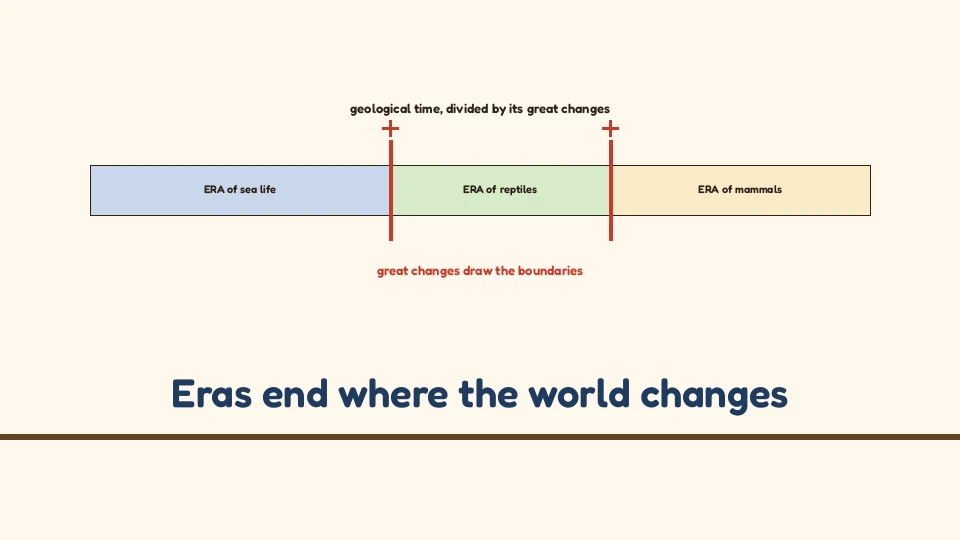 geological time, divided by its great changes
ERA of sea life
ERA of reptiles
ERA of mammals
great changes draw the boundaries
Eras end where the world changes